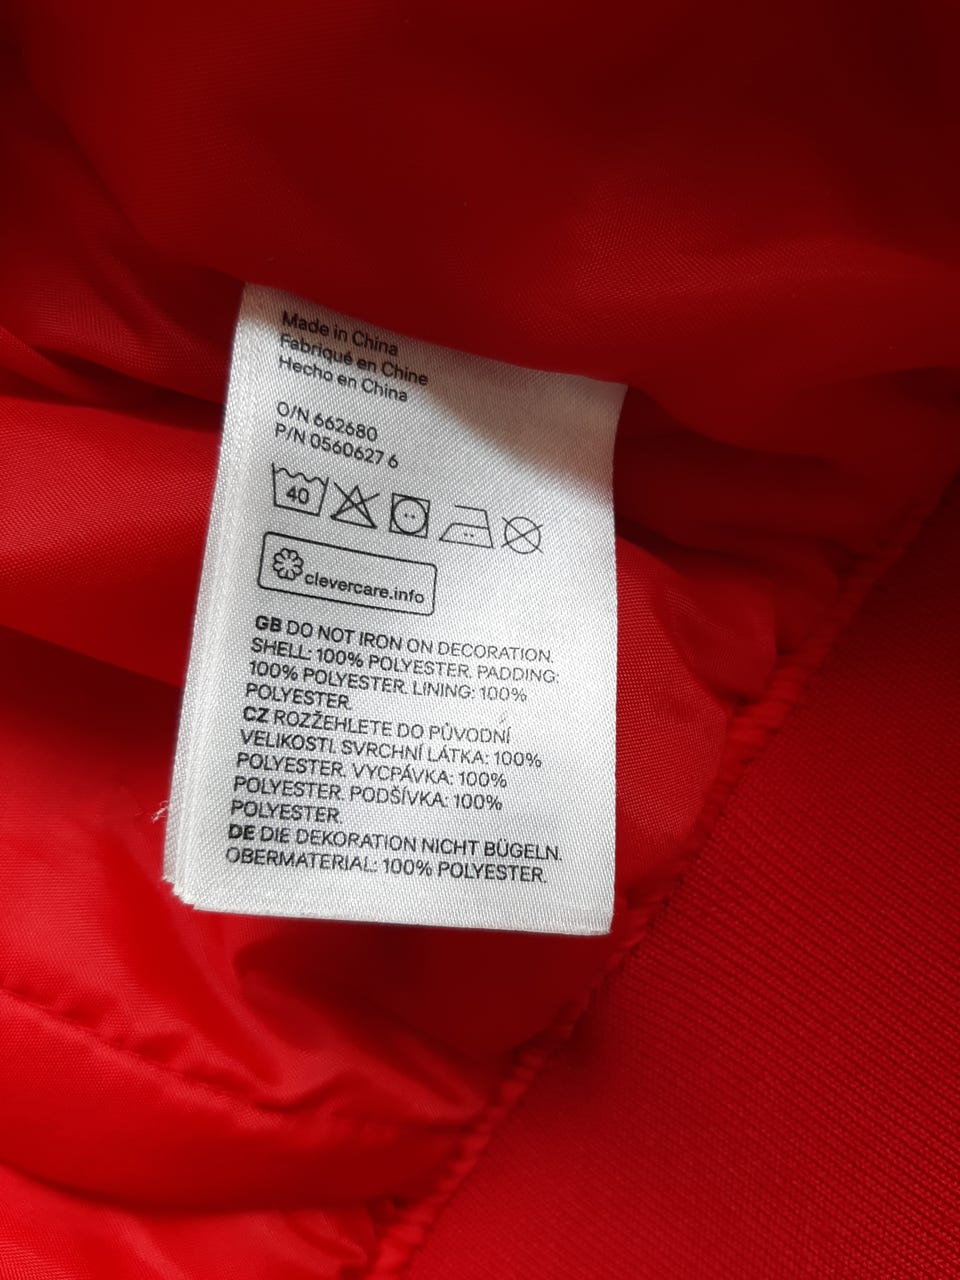 Made in China
Fabriqué en Chine
Hecho en China
O/N 662680
P/N 0560627 6
40
clevercare.info
GB DO NOT IRON ON DECORATION.
SHELL: 100% POLYESTER. PADDING:
100% POLYESTER. LINING: 100%
POLYESTER.
CZ ROZŽEHLETE DO PŮVODNÍ
VELIKOSTI. SVRCHNÍ LÁTKA: 100%
POLYESTER. VYCPÁVKA: 100%
POLYESTER. PODŠÍVKA: 100%
POLYESTER.
DE DIE DEKORATION NICHT BÜGELN.
OBERMATERIAL: 100% POLYESTER.